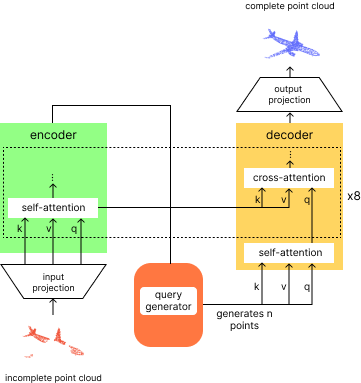 complete point cloud
output
projection
encoder
decoder
⋮
⋮
cross-attention
k
v
q
x8
self-attention
k
v
q
self-attention
input
projection
query
generator
k
v
q
generates n
points
incomplete point cloud